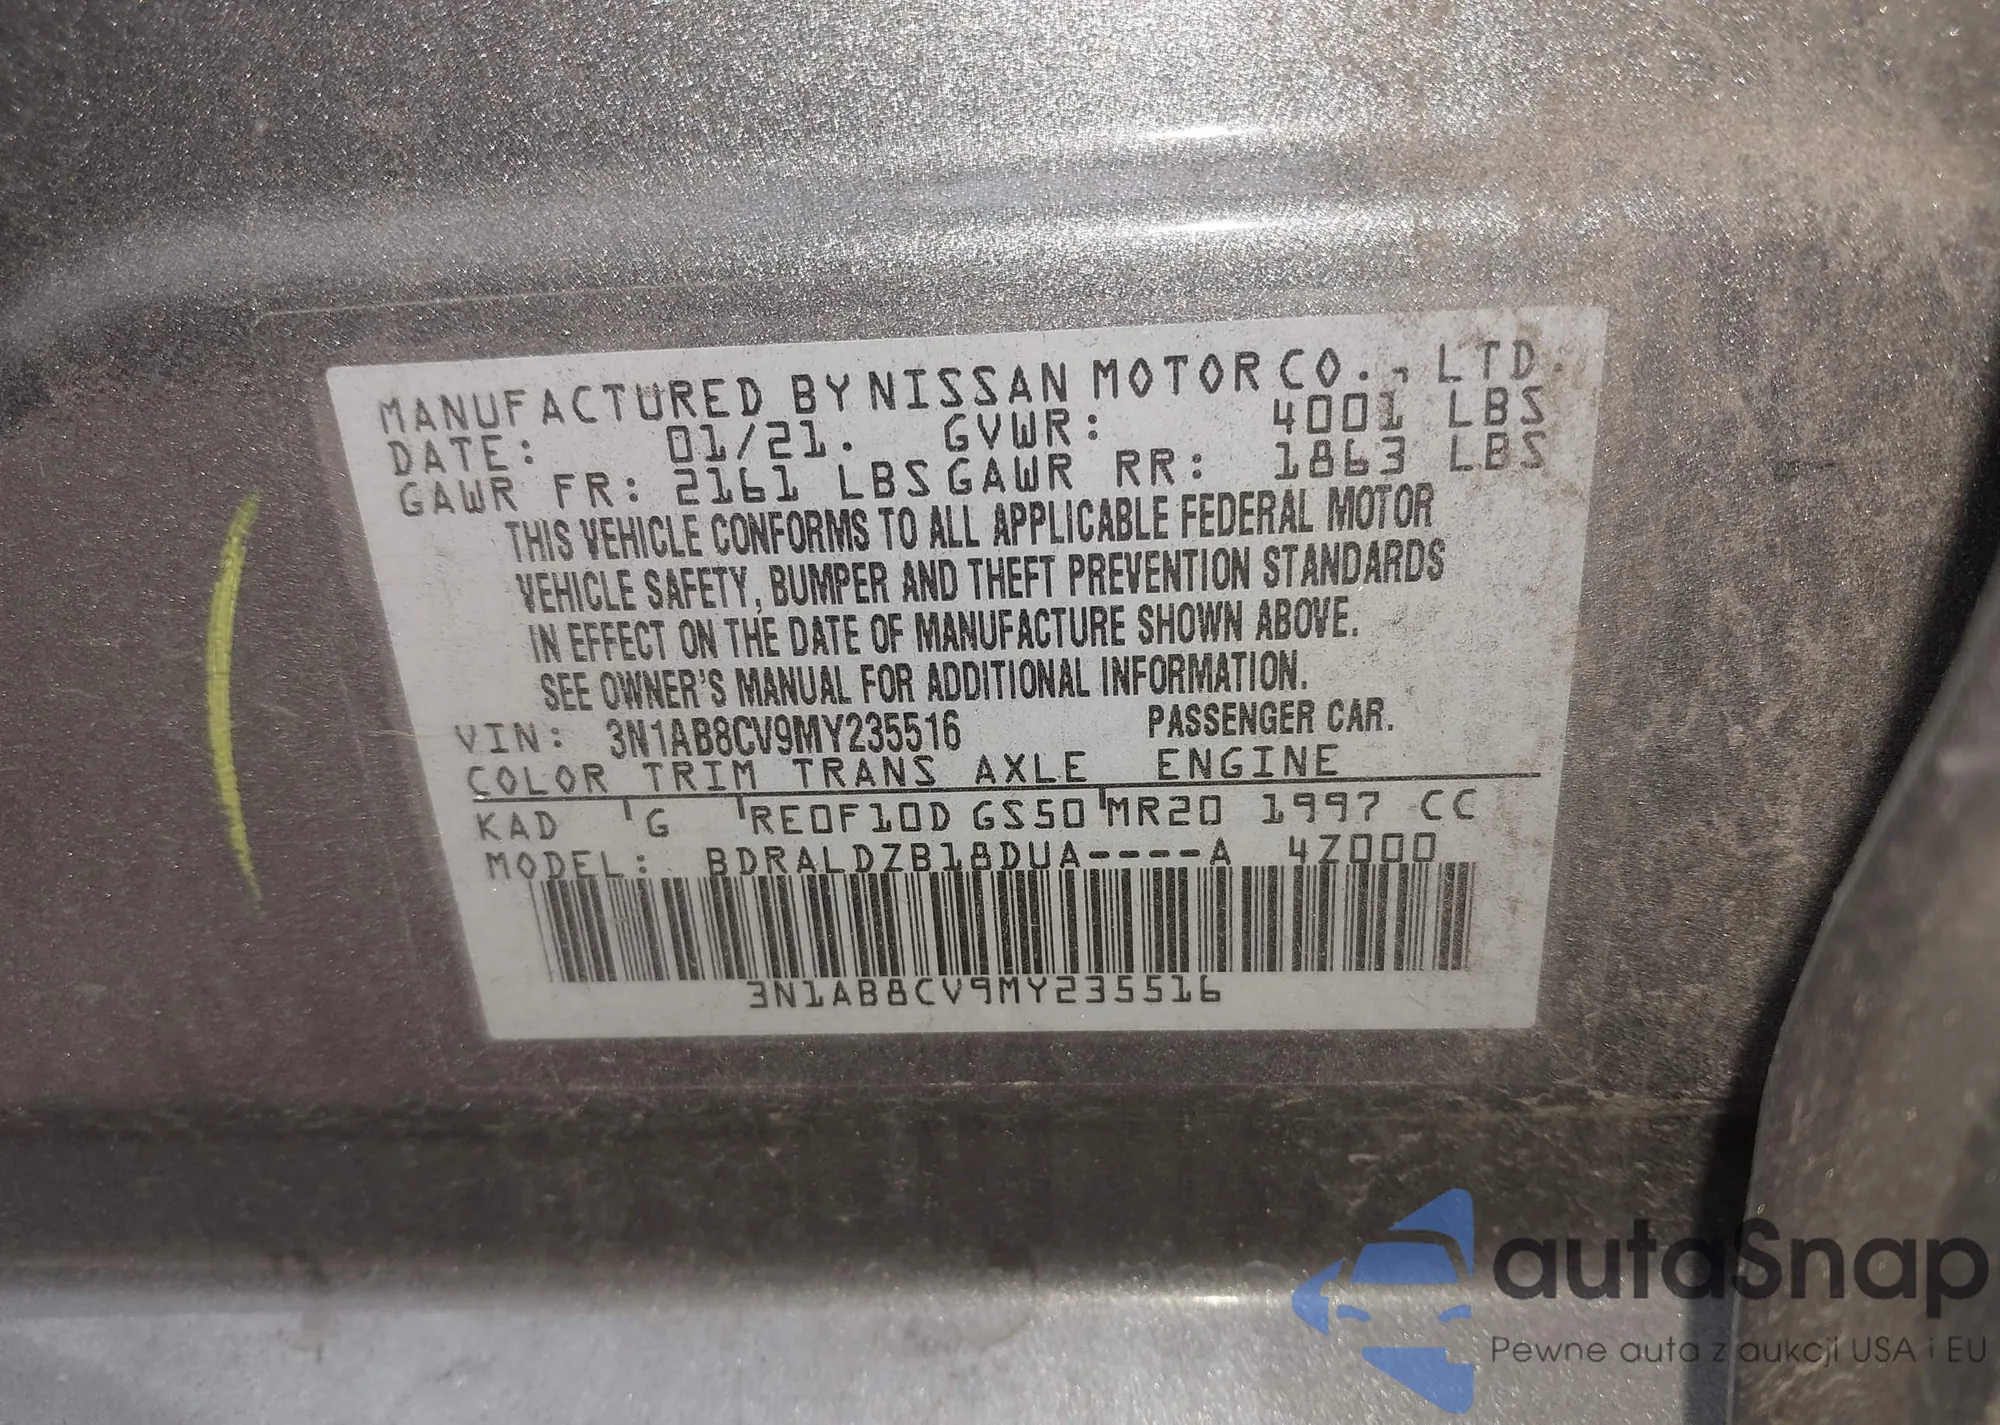 MANUFACTURED BY NISSAN MOTOR CO., LTD.
DATE: 01/21. GVWR: 4001 LBS
GAWR FR: 2161 LBS GAWR RR: 1863 LBS
THIS VEHICLE CONFORMS TO ALL APPLICABLE FEDERAL MOTOR
VEHICLE SAFETY, BUMPER AND THEFT PREVENTION STANDARDS
IN EFFECT ON THE DATE OF MANUFACTURE SHOWN ABOVE.
SEE OWNER'S MANUAL FOR ADDITIONAL INFORMATION.
VIN: 3N1AB8CV9MY235516 PASSENGER CAR.
COLOR TRIM TRANS AXLE ENGINE
KAD G RE0F10D GS50 MR20 1997 CC
MODEL: BDRALDZB18DUA----A 4Z000
3N1AB8CV9MY235516
autaSnap
Pewne auta z aukcji USA i EU